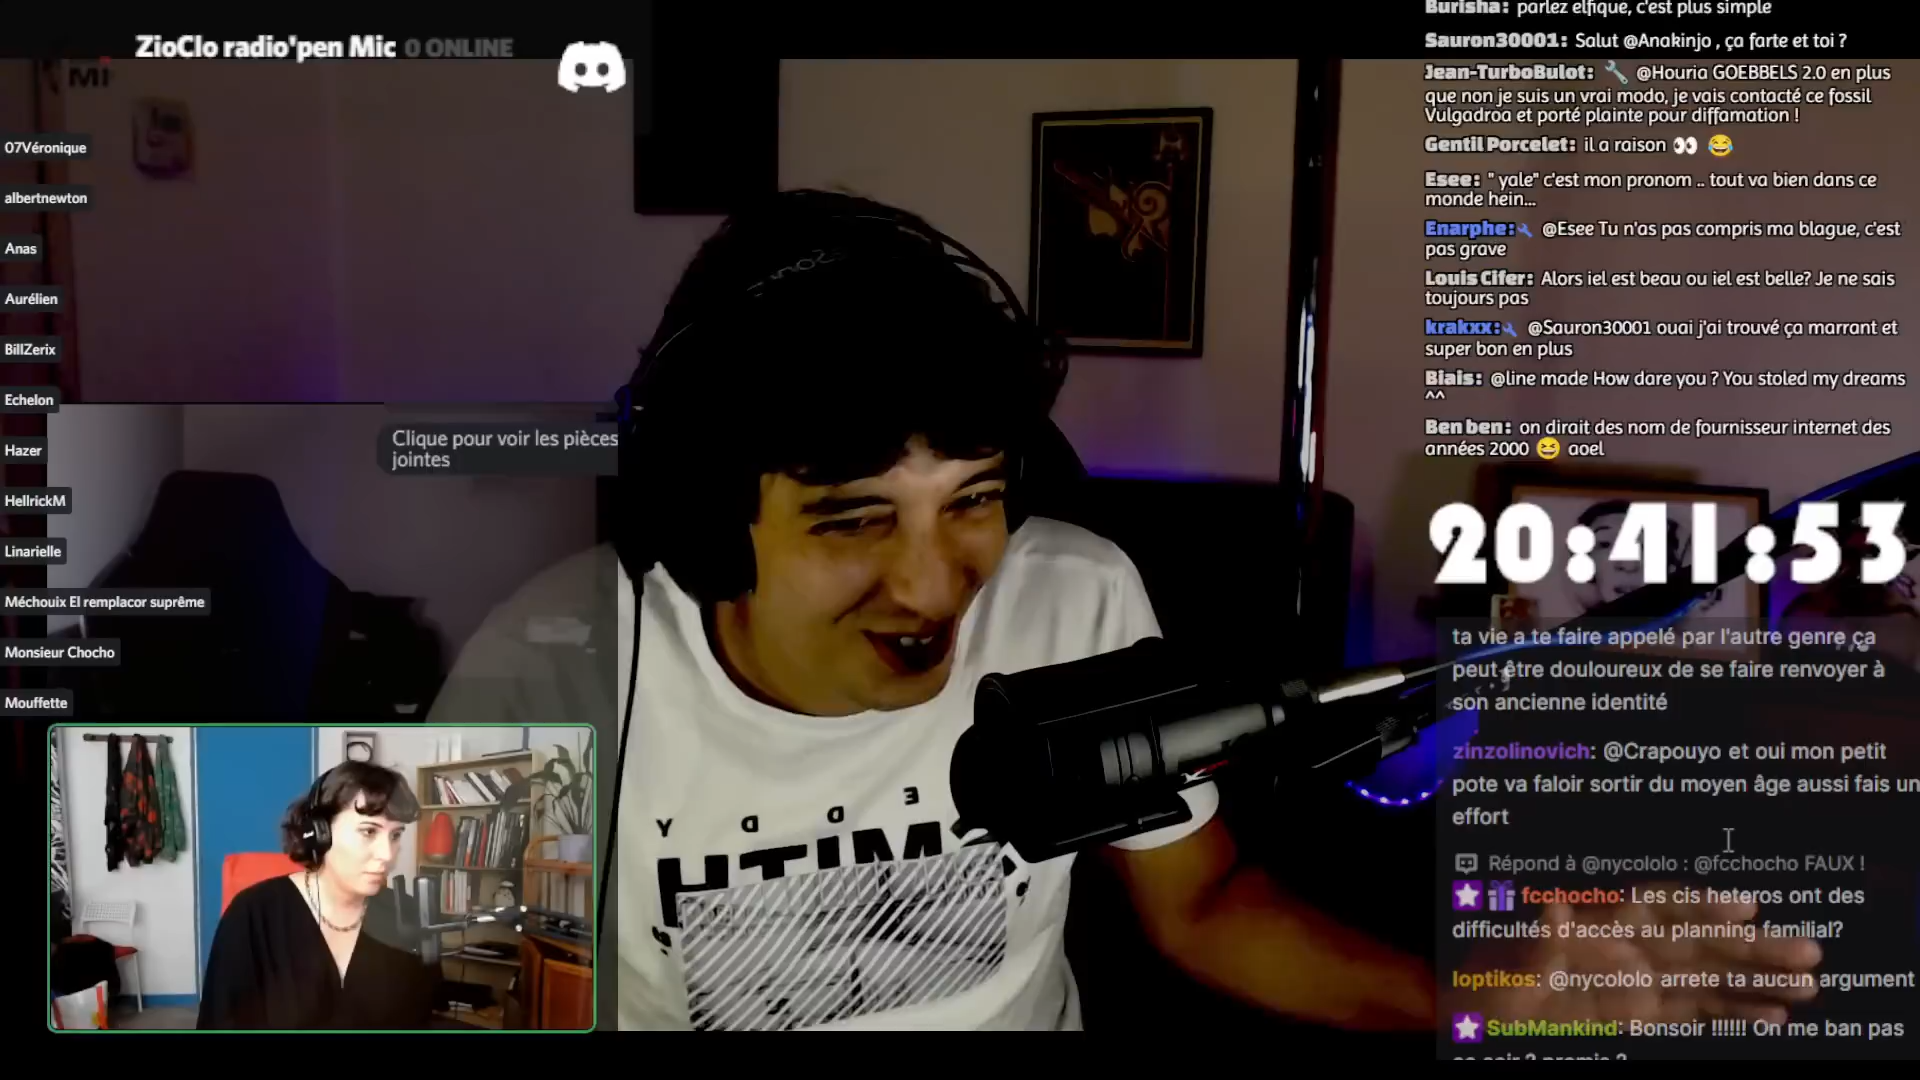 ZioClo radio'pen Mic 0 ONLINE
MI
07Véronique
albertnewton
Anas
Aurélien
BillZerix
Echelon
Hazer
HellrickM
Linarielle
Méchouix El remplacor suprême
Monsieur Chocho
Mouffette
Clique pour voir les pièces
jointes
EDDY
SMITH
Burisha: parlez elfique, c'est plus simple
Sauron30001: Salut @Anakinjo , ça farte et toi ?
Jean-TurboBulot: 🔧 @Houria GOEBBELS 2.0 en plus
que non je suis un vrai modo, je vais contacté ce fossil
Vulgadroa et porté plainte pour diffamation !
Gentil Porcelet: il a raison 👀 😂
Esee: " yale" c'est mon pronom .. tout va bien dans ce
monde hein...
Enarphe: @Esee Tu n'as pas compris ma blague, c'est
pas grave
Louis Cifer: Alors iel est beau ou iel est belle? Je ne sais
toujours pas
krakxx: @Sauron30001 ouai j'ai trouvé ça marrant et
super bon en plus
Biais: @line made How dare you ? You stoled my dreams
^^
Ben ben: on dirait des nom de fournisseur internet des
années 2000 😆 aoel
20:41:53
ta vie a te faire appelé par l'autre genre ça
peut être douloureux de se faire renvoyer à
son ancienne identité
zinzolinovich: @Crapouyo et oui mon petit
pote va faloir sortir du moyen âge aussi fais un
effort
Répond à @nycololo : @fcchocho FAUX !
fcchocho: Les cis heteros ont des
difficultés d'accès au planning familial?
loptikos: @nycololo arrete ta aucun argument
SubMankind: Bonsoir !!!!!! On me ban pas
ce soir ? promis ?